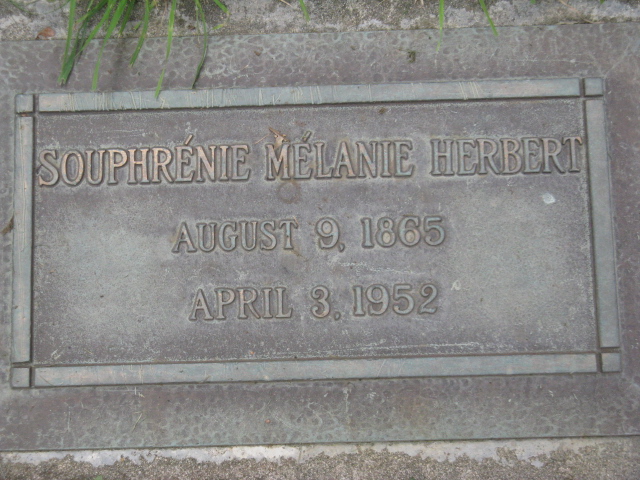 SOUPHRÉNIE MÉLANIE HERBERT
AUGUST 9, 1865
APRIL 3, 1952